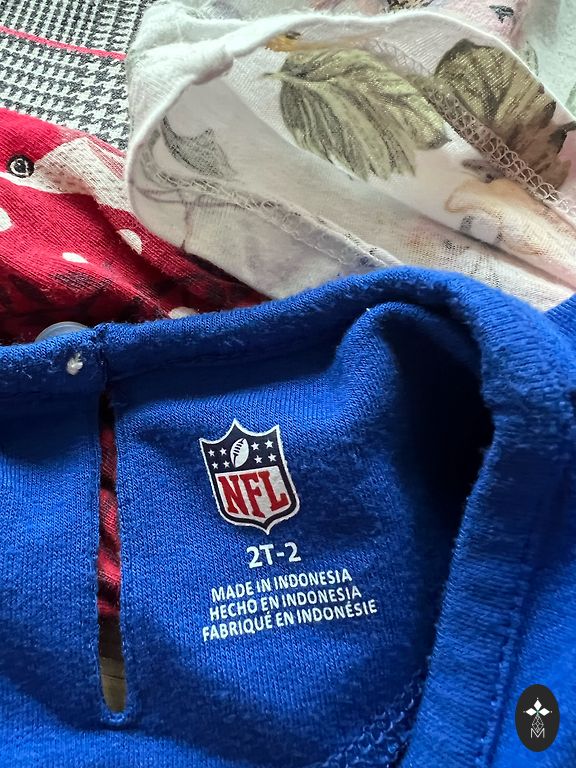 NFL
2T-2
MADE IN INDONESIA
HECHO EN INDONESIA
FABRIQUÉ EN INDONÉSIE
M